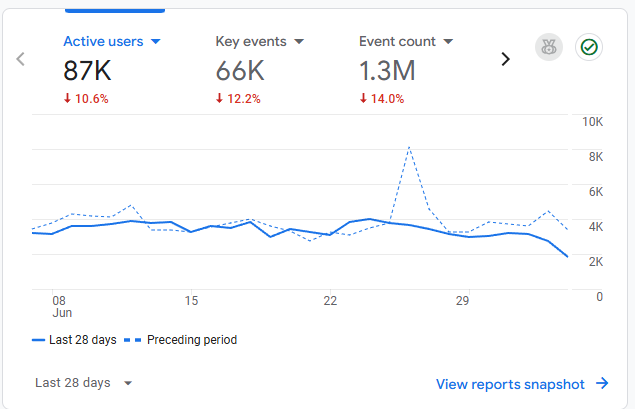 Active users
Key events
Event count
87K
66K
1.3M
10.6%
12.2%
14.0%
10K
8K
6K
4K
2K
0
08
Jun
15
22
29
Last 28 days
Preceding period
Last 28 days
View reports snapshot